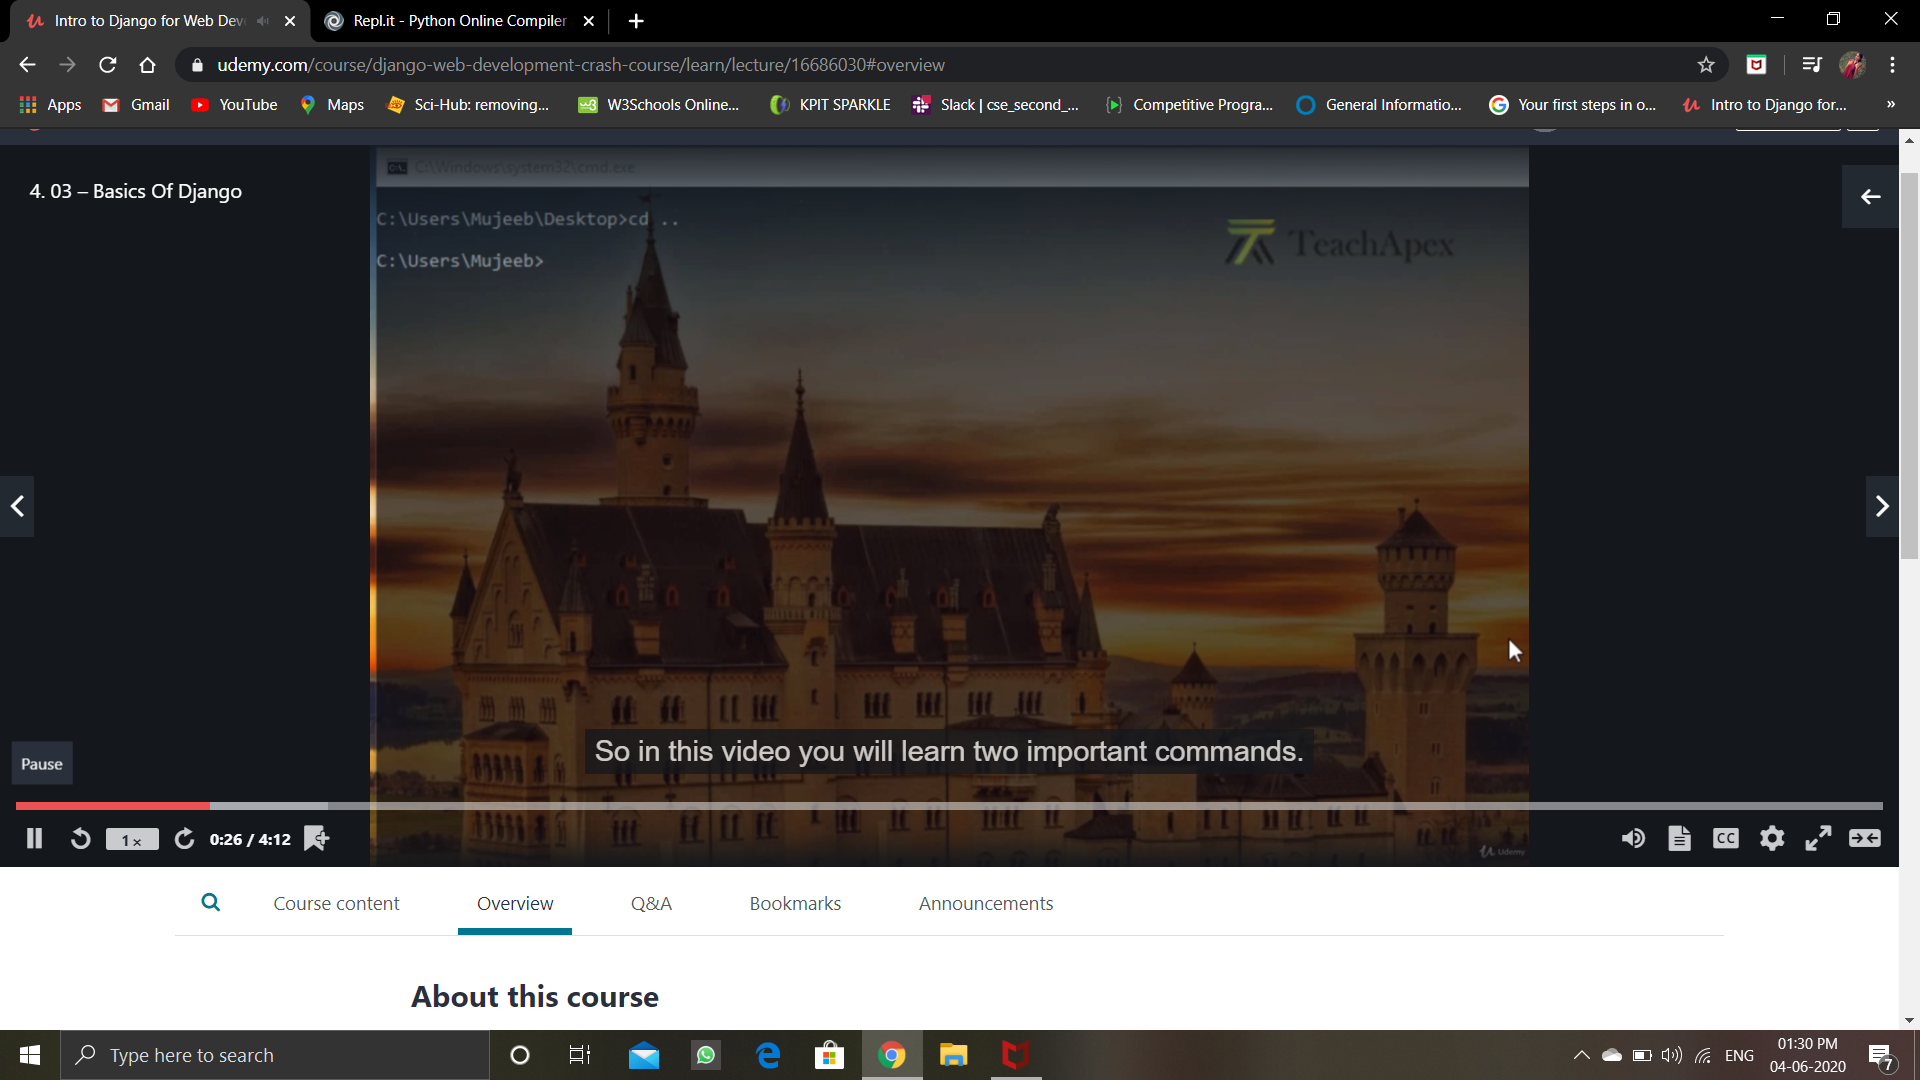 Intro to Django for Web Dev
Repl.it - Python Online Compiler
udemy.com/course/django-web-development-crash-course/learn/lecture/16686030#overview
Apps
Gmail
YouTube
Maps
Sci-Hub: removing...
W3Schools Online...
KPIT SPARKLE
Slack | cse_second_...
Competitive Progra...
General Informatio...
Your first steps in o...
Intro to Django for...
»
C:\Windows\system32\cmd.exe
4. 03 – Basics Of Django
C:\Users\Mujeeb\Desktop>cd ..
TeachApex
C:\Users\Mujeeb>
So in this video you will learn two important commands.
Pause
1x
0:26 / 4:12
CC
Udemy
Course content
Overview
Q&A
Bookmarks
Announcements
About this course
Type here to search
ENG
01:30 PM
04-06-2020
7